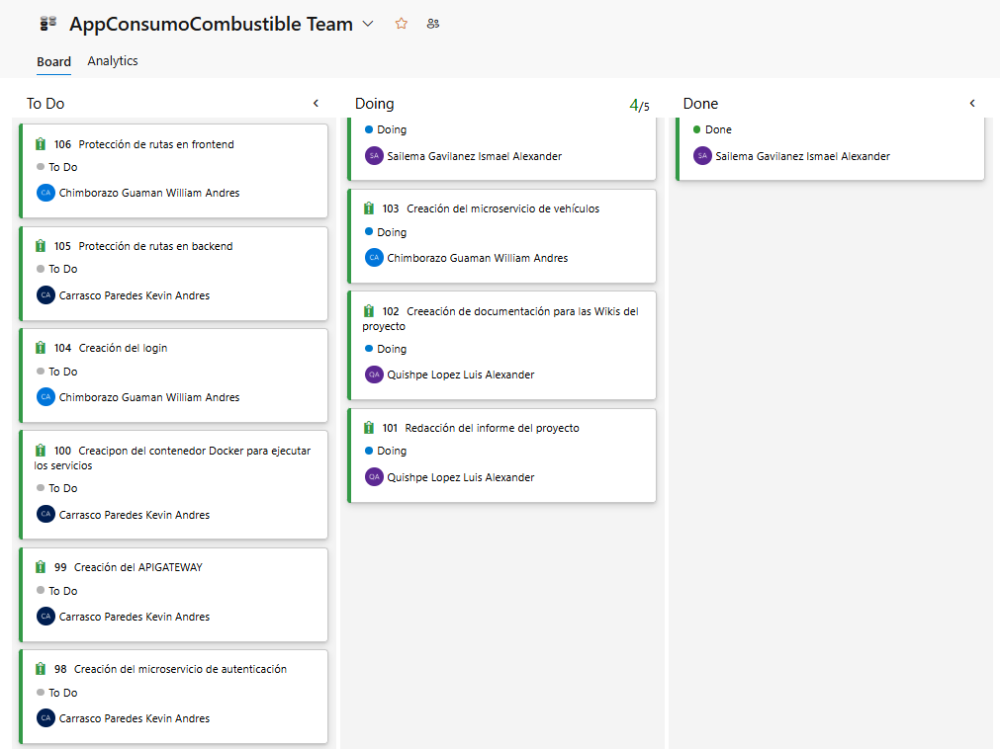 AppConsumoCombustible Team
Board Analytics
To Do
106 Protección de rutas en frontend
To Do
CA Chimborazo Guaman William Andres
105 Protección de rutas en backend
To Do
CA Carrasco Paredes Kevin Andres
104 Creación del login
To Do
CA Chimborazo Guaman William Andres
100 Creacipon del contenedor Docker para ejecutar
los servicios
To Do
CA Carrasco Paredes Kevin Andres
99 Creación del APIGATEWAY
To Do
CA Carrasco Paredes Kevin Andres
98 Creación del microservicio de autenticación
To Do
CA Carrasco Paredes Kevin Andres
Doing 4/5
Doing
SA Sailema Gavilanez Ismael Alexander
103 Creación del microservicio de vehículos
Doing
CA Chimborazo Guaman William Andres
102 Creeación de documentación para las Wikis del
proyecto
Doing
QA Quishpe Lopez Luis Alexander
101 Redacción del informe del proyecto
Doing
QA Quishpe Lopez Luis Alexander
Done
Done
SA Sailema Gavilanez Ismael Alexander